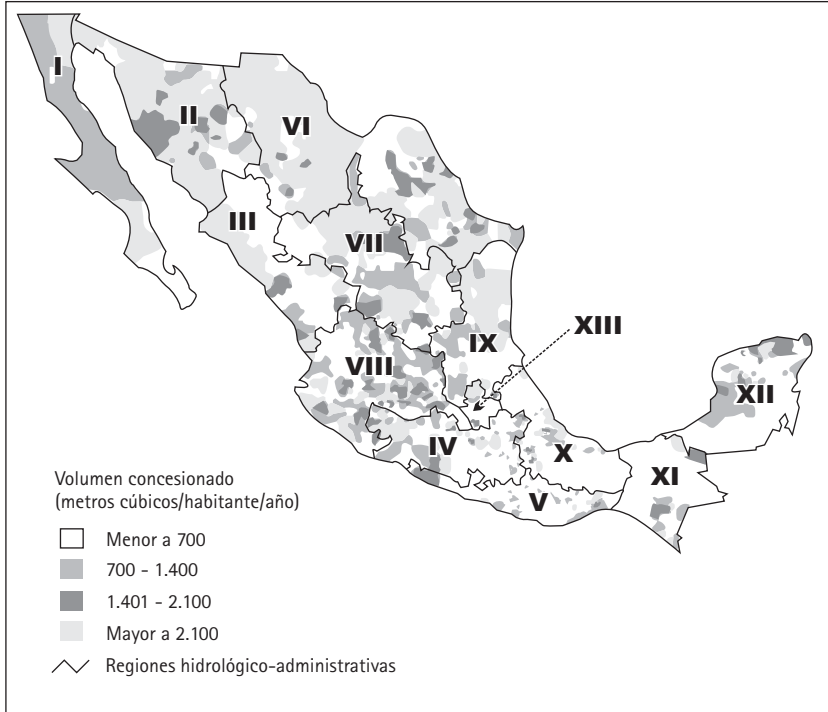 I
II
VI
III
VII
XIII
IX
VIII
XII
IV
X
XI
V
Volumen concesionado
(metros cúbicos/habitante/año)
Menor a 700
700 - 1.400
1.401 - 2.100
Mayor a 2.100
Regiones hidrológico-administrativas